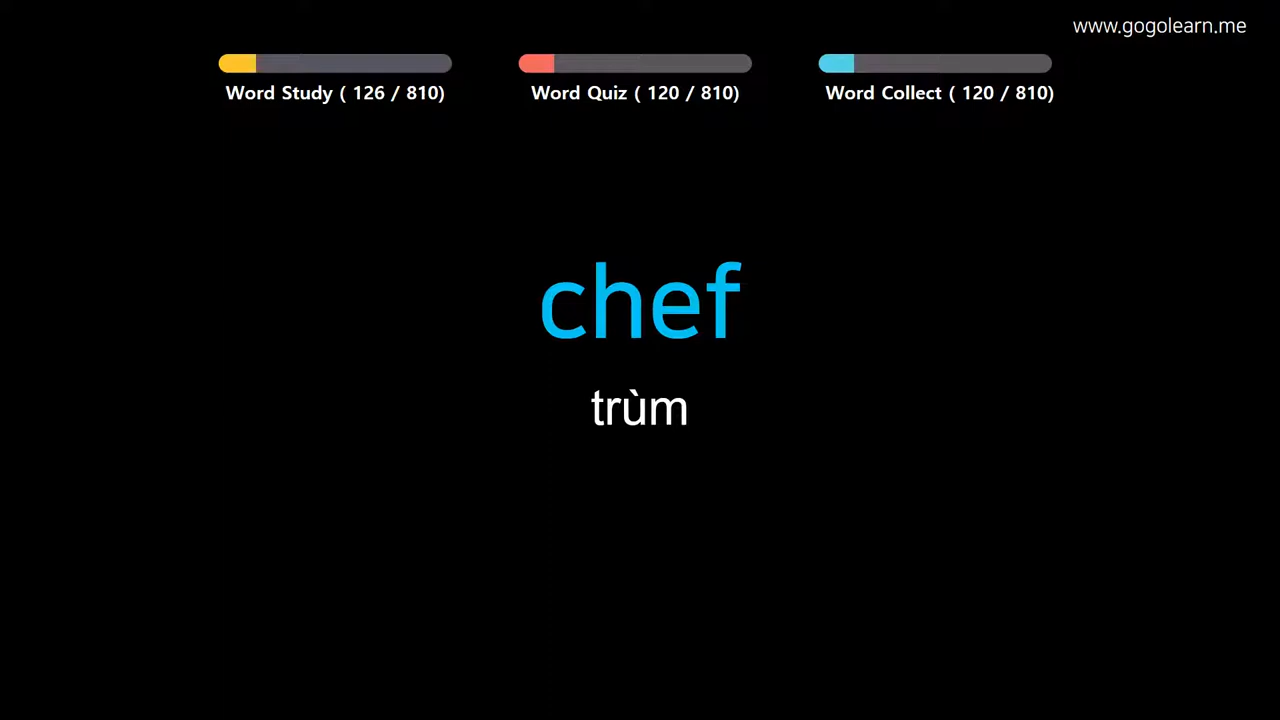 www.gogolearn.me
Word Study ( 126 / 810)
Word Quiz ( 120 / 810)
Word Collect ( 120 / 810)
chef
trùm